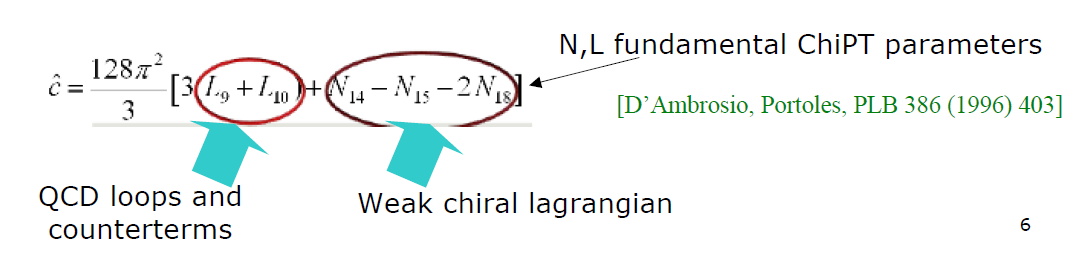 N,L fundamental ChiPT parameters
ĉ = 128π²/3 [3(L₉ + L₁₀) + N₁₄ − N₁₅ − 2N₁₈]
[D'Ambrosio, Portoles, PLB 386 (1996) 403]
QCD loops and
counterterms
Weak chiral lagrangian
6